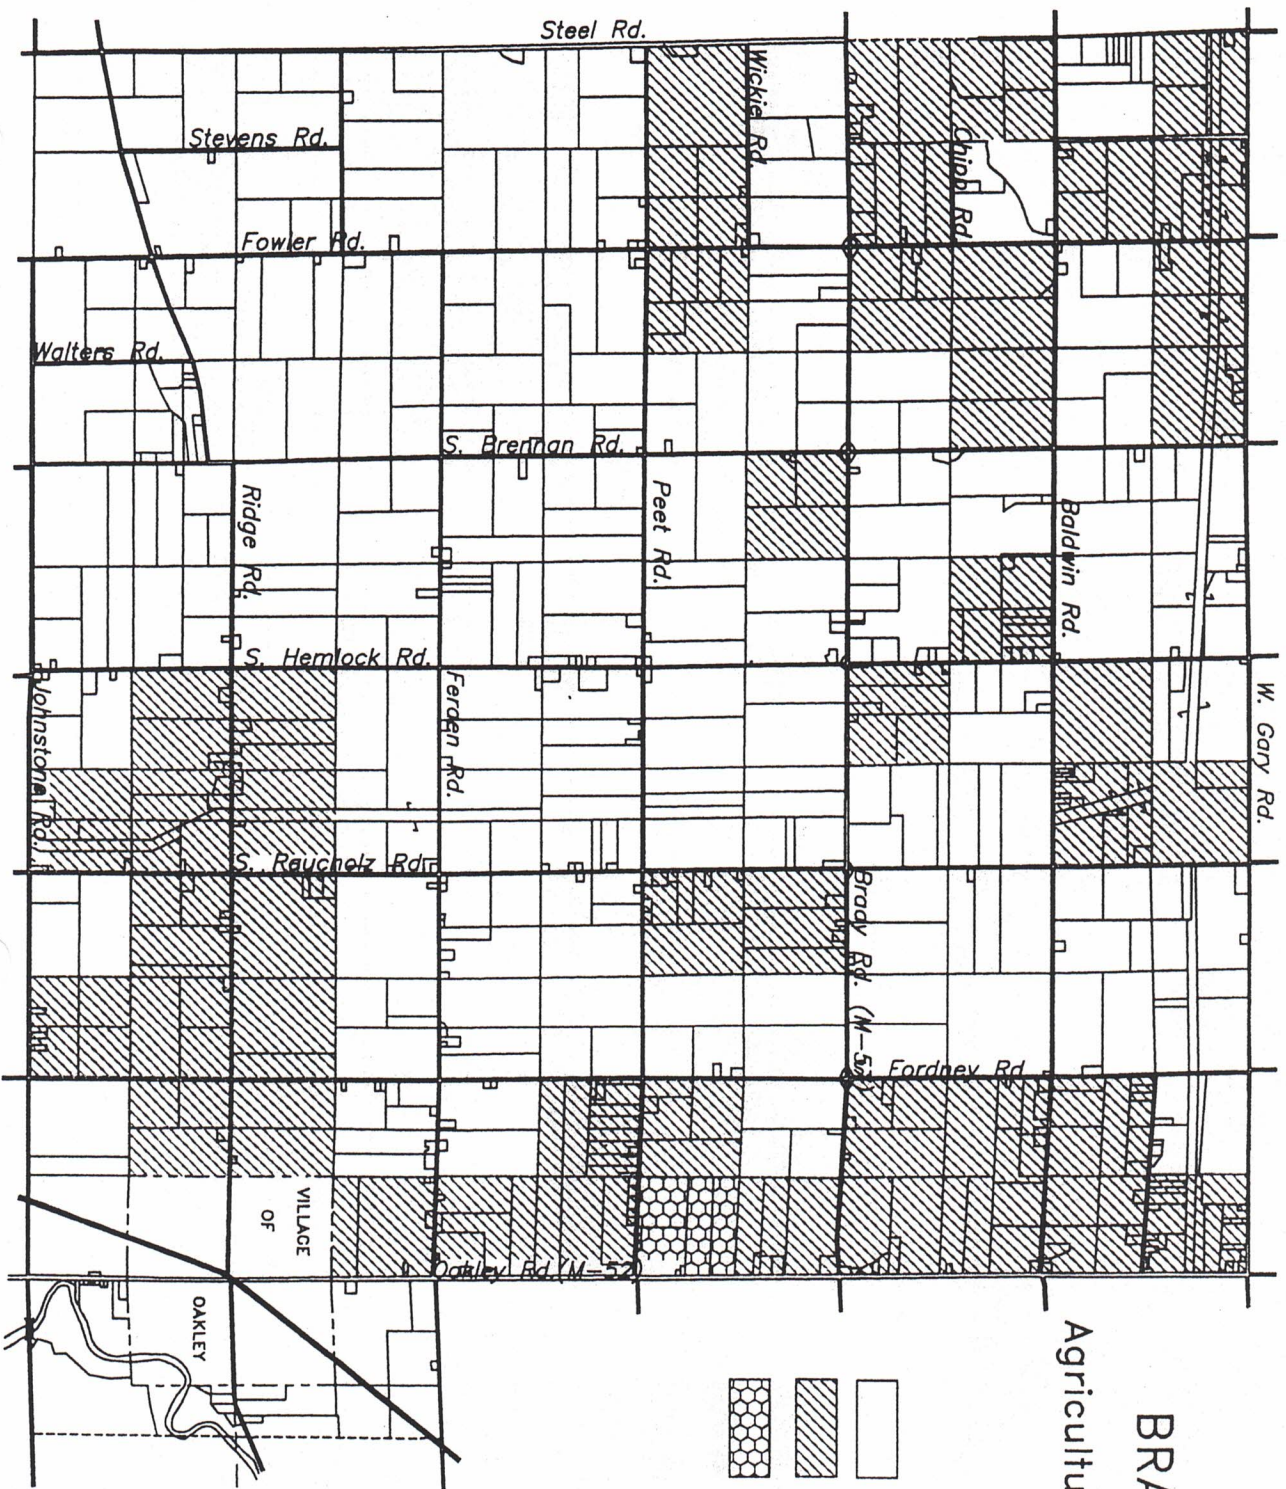 Steel Rd.
Wickie Rd.
Stevens Rd.
Chipp Rd.
Fowler Rd.
Walters Rd.
S. Brennan Rd.
Ridge Rd.
Peet Rd.
Baldwin Rd.
S. Hemlock Rd.
Johnstone Rd.
Feraen Rd.
W. Gary Rd.
S. Raucholz Rd.
Brady Rd. (M-52)
Fordney Rd
VILLAGE
OF
OAKLEY
Oakley Rd.(M-52)
BRA
Agricultu